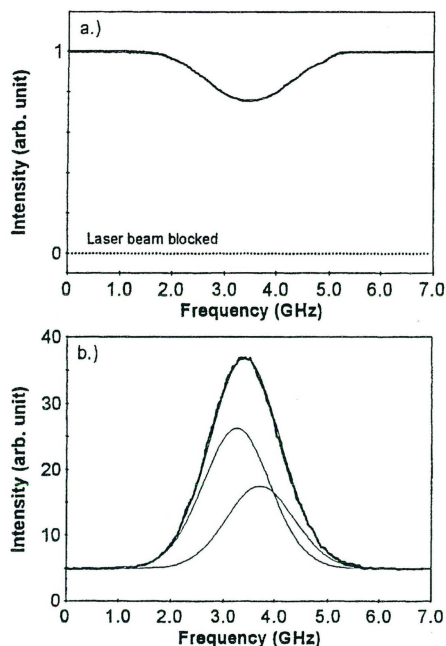 a.)
Intensity (arb. unit)
1
0
Laser beam blocked
0 1.0 2.0 3.0 4.0 5.0 6.0 7.0
Frequency (GHz)
b.)
Intensity (arb. unit)
40
30
20
10
0
0 1.0 2.0 3.0 4.0 5.0 6.0 7.0
Frequency (GHz)